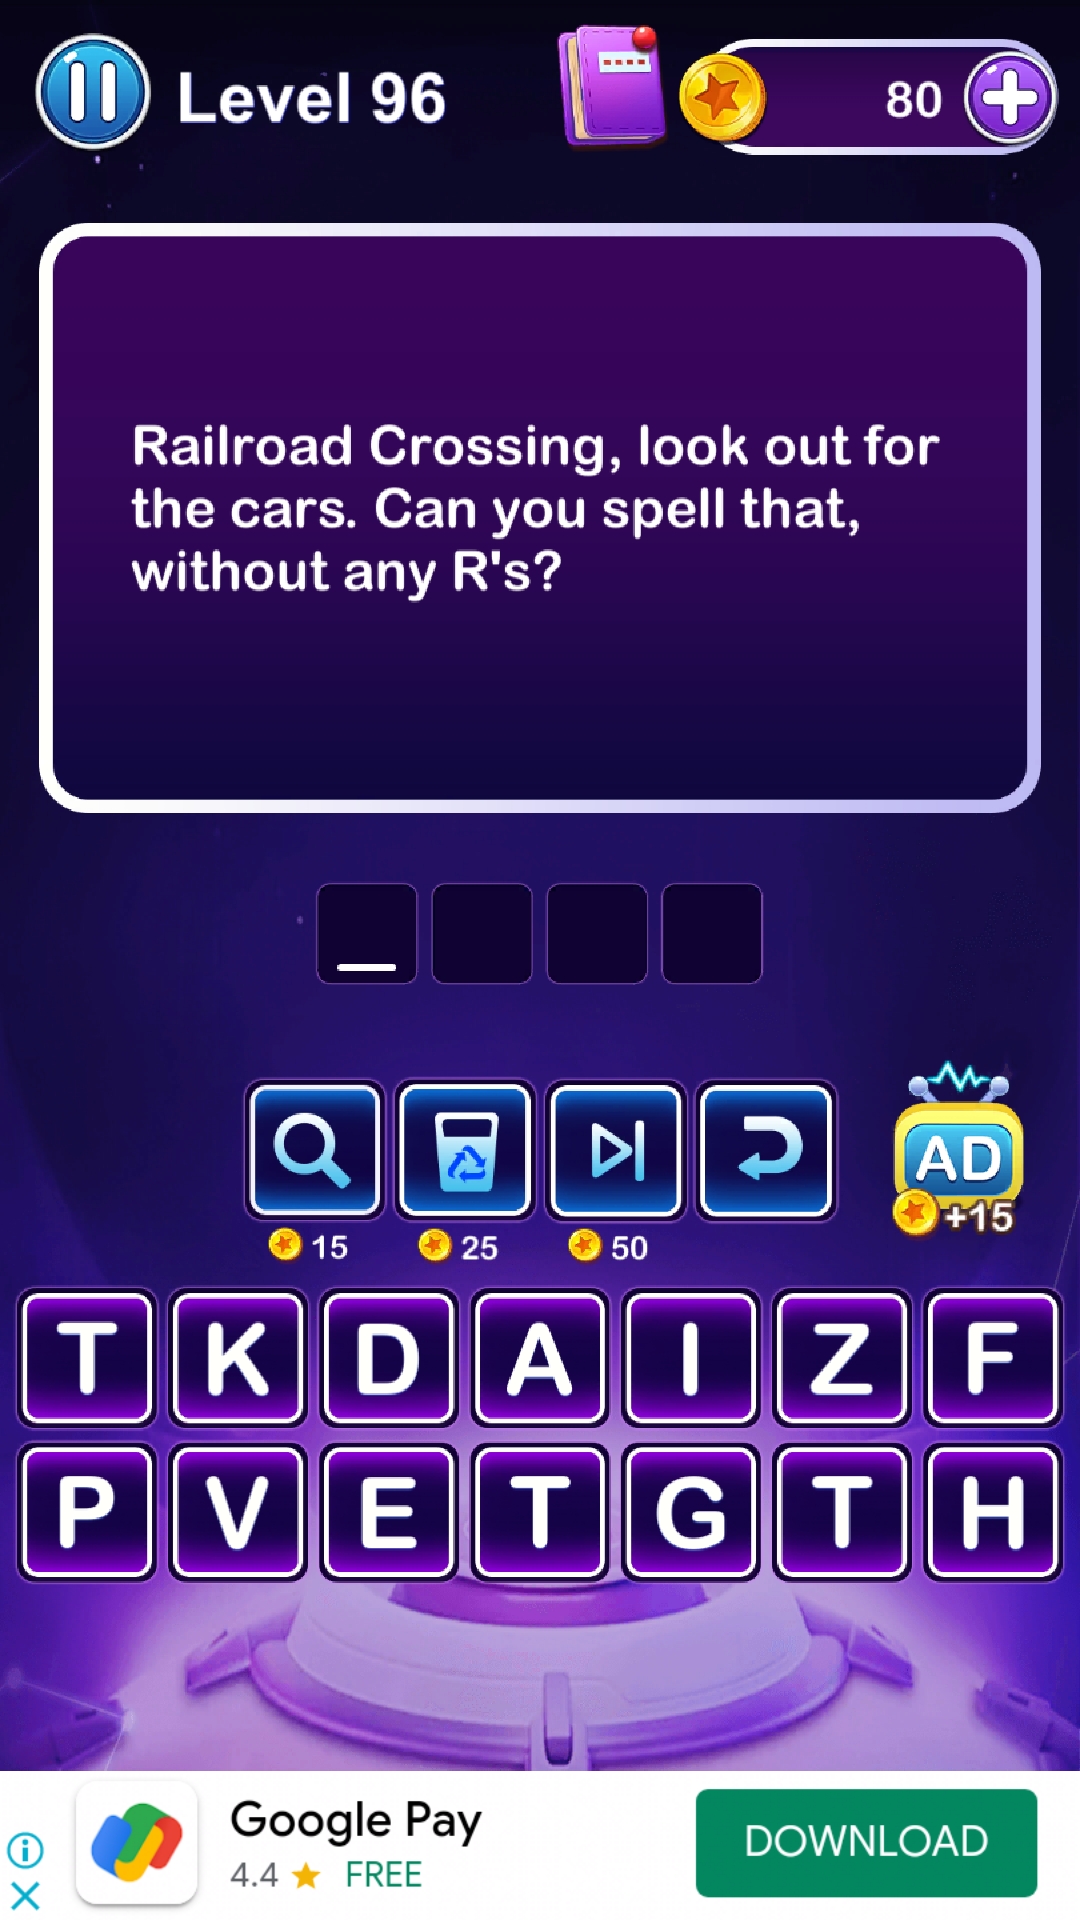 Level 96
80
Railroad Crossing, look out for
the cars. Can you spell that,
without any R's?
AD
+15
15
25
50
T K D A I Z F
P V E T G T H
Google Pay
4.4 ★ FREE
DOWNLOAD